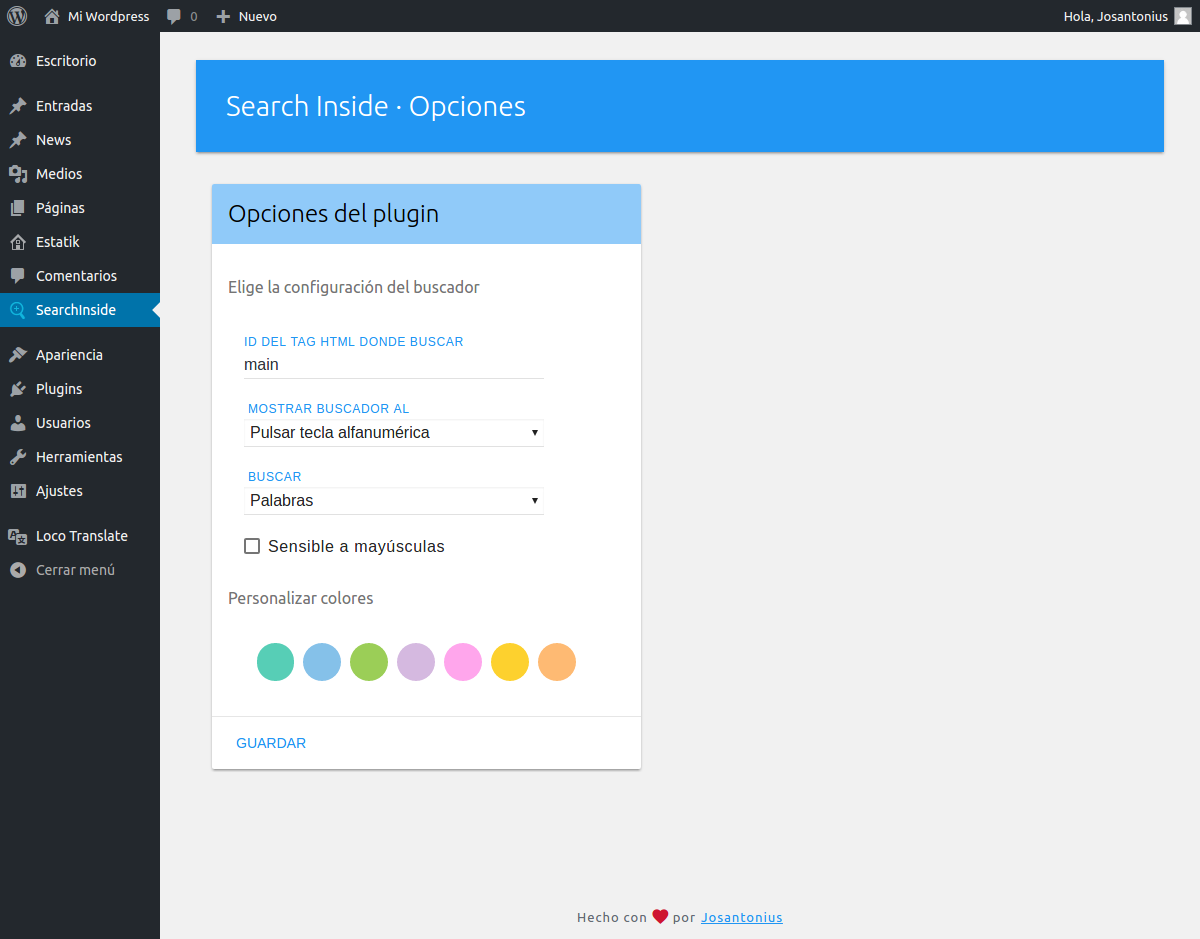 Mi Wordpress 0 Nuevo Hola, Josantonius
Escritorio
Entradas
News
Medios
Páginas
Estatik
Comentarios
SearchInside
Apariencia
Plugins
Usuarios
Herramientas
Ajustes
Loco Translate
Cerrar menú
Search Inside · Opciones
Opciones del plugin
Elige la configuración del buscador
ID DEL TAG HTML DONDE BUSCAR
main
MOSTRAR BUSCADOR AL
Pulsar tecla alfanumérica
BUSCAR
Palabras
Sensible a mayúsculas
Personalizar colores
GUARDAR
Hecho con ❤ por Josantonius